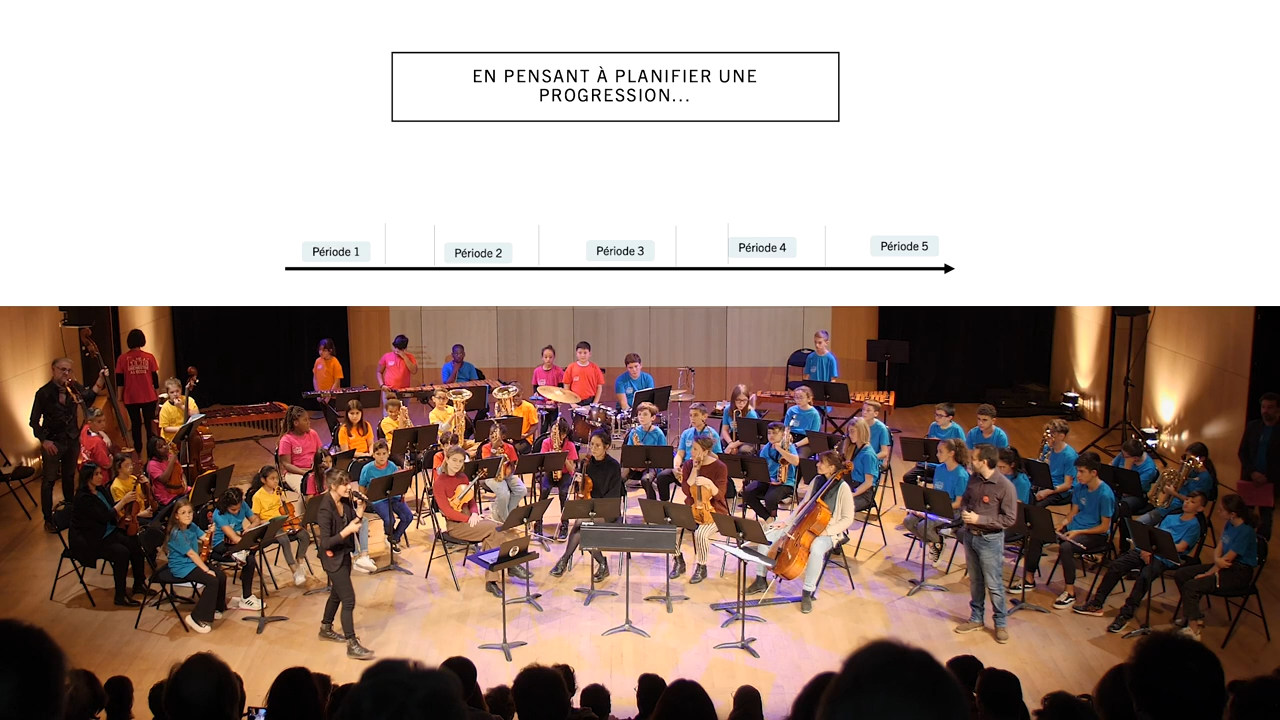 EN PENSANT À PLANIFIER UNE
PROGRESSION...
Période 1
Période 2
Période 3
Période 4
Période 5